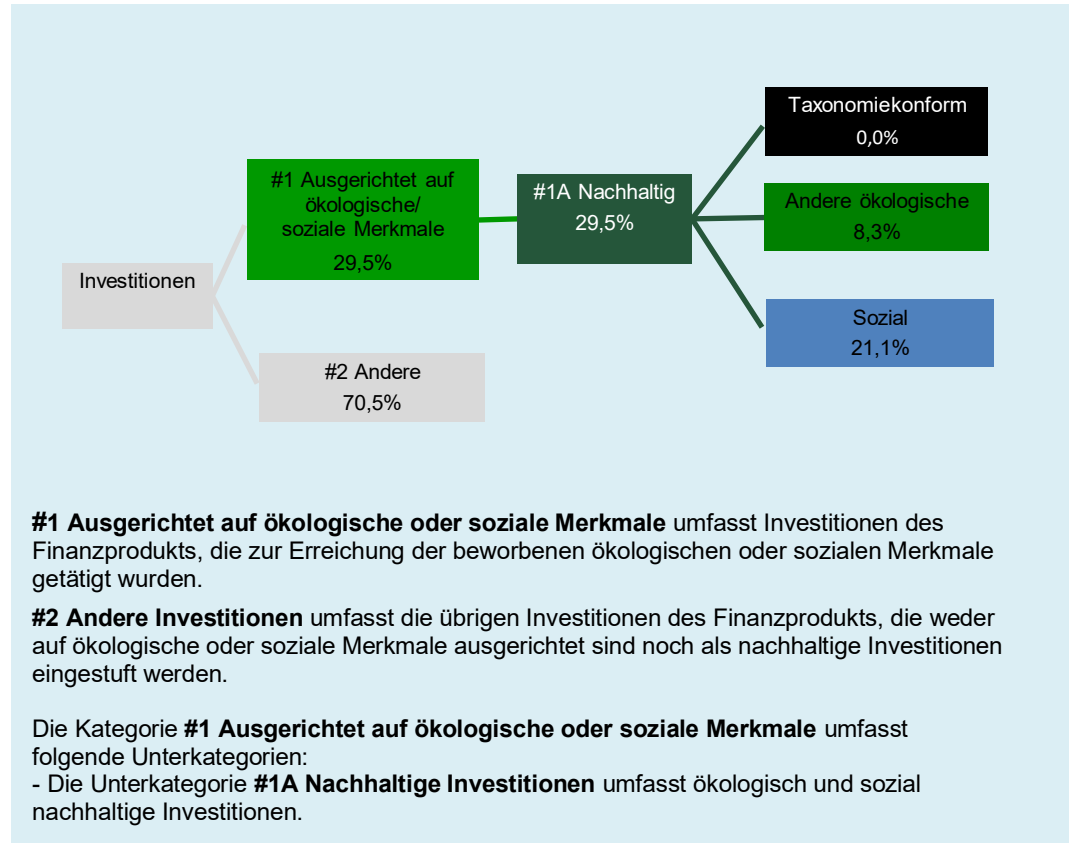 Taxonomiekonform
0,0%
#1 Ausgerichtet auf
ökologische/
soziale Merkmale
29,5%
#1A Nachhaltig
29,5%
Andere ökologische
8,3%
Investitionen
Sozial
21,1%
#2 Andere
70,5%
#1 Ausgerichtet auf ökologische oder soziale Merkmale umfasst Investitionen des
Finanzprodukts, die zur Erreichung der beworbenen ökologischen oder sozialen Merkmale
getätigt wurden.
#2 Andere Investitionen umfasst die übrigen Investitionen des Finanzprodukts, die weder
auf ökologische oder soziale Merkmale ausgerichtet sind noch als nachhaltige Investitionen
eingestuft werden.
Die Kategorie #1 Ausgerichtet auf ökologische oder soziale Merkmale umfasst
folgende Unterkategorien:
- Die Unterkategorie #1A Nachhaltige Investitionen umfasst ökologisch und sozial
nachhaltige Investitionen.